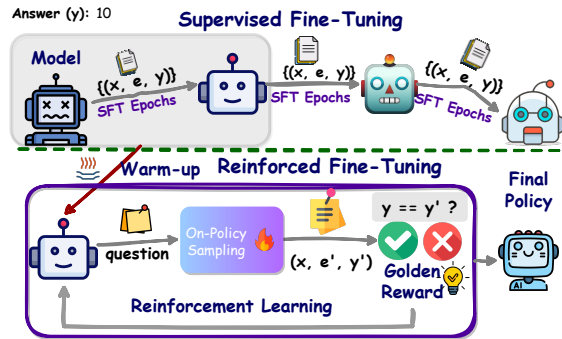 Answer (y): 10
Supervised Fine-Tuning
Model
{(x, e, y)}
SFT Epochs
{(x, e, y)}
SFT Epochs
{(x, e, y)}
SFT Epochs
Warm-up
Reinforced Fine-Tuning
Final
Policy
question
On-Policy
Sampling
(x, e', y')
y == y' ?
Golden
Reward
Reinforcement Learning
AI